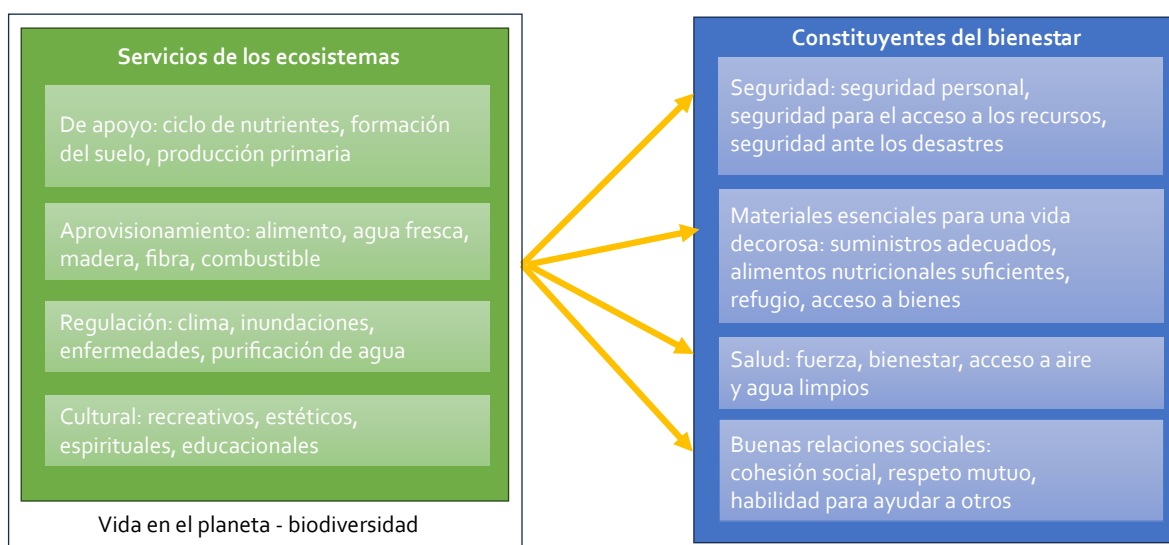 Servicios de los ecosistemas
De apoyo: ciclo de nutrientes, formación
del suelo, producción primaria
Aprovisionamiento: alimento, agua fresca,
madera, fibra, combustible
Regulación: clima, inundaciones,
enfermedades, purificación de agua
Cultural: recreativos, estéticos,
espirituales, educacionales
Vida en el planeta - biodiversidad
Constituyentes del bienestar
Seguridad: seguridad personal,
seguridad para el acceso a los recursos,
seguridad ante los desastres
Materiales esenciales para una vida
decorosa: suministros adecuados,
alimentos nutricionales suficientes,
refugio, acceso a bienes
Salud: fuerza, bienestar, acceso a aire
y agua limpios
Buenas relaciones sociales:
cohesión social, respeto mutuo,
habilidad para ayudar a otros